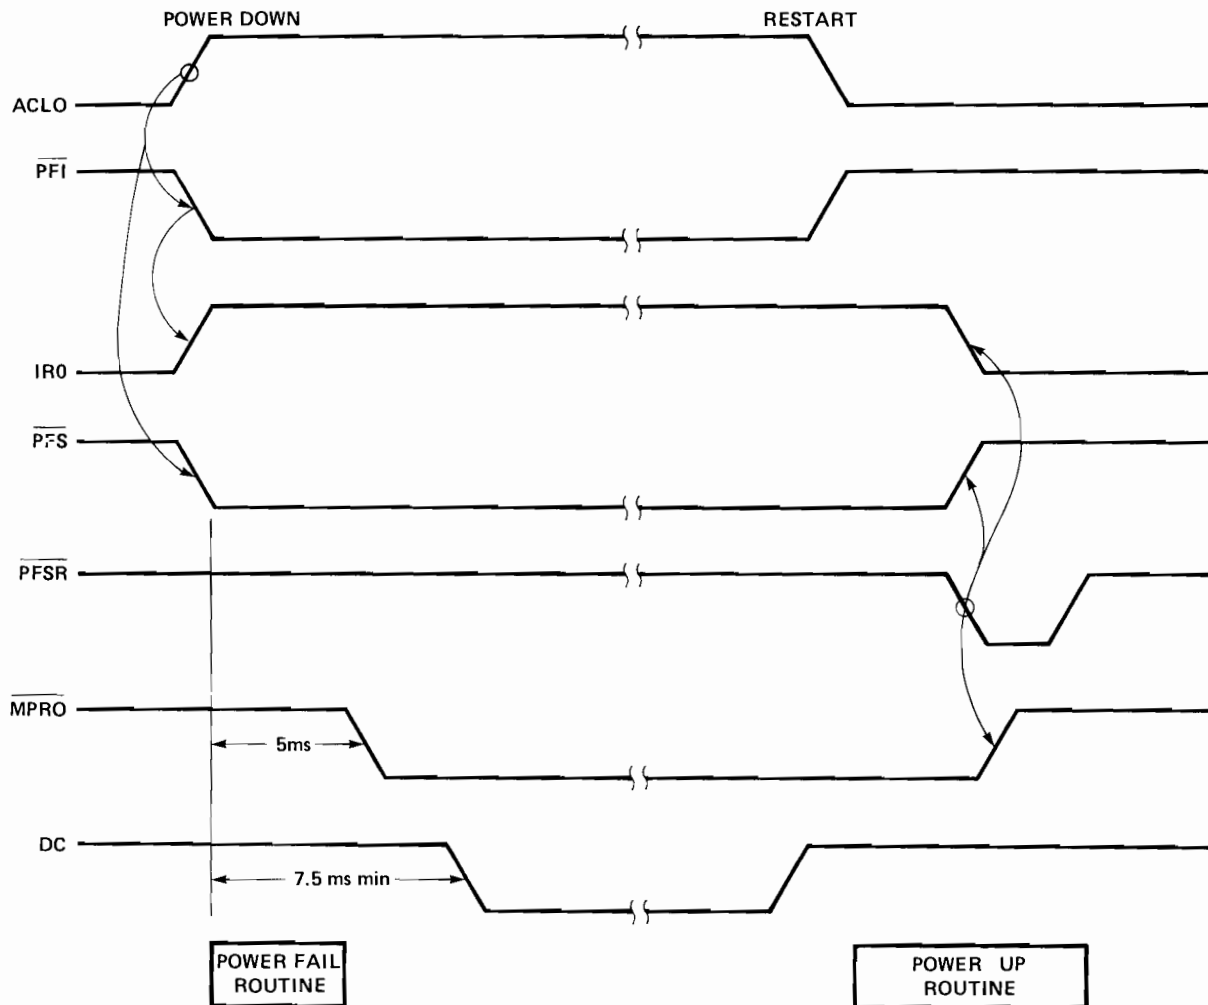 POWER DOWN
RESTART
ACLO
PFI
IR0
PFS
PFSR
MPRO
5ms
DC
7.5 ms min
POWER FAIL
ROUTINE
POWER UP
ROUTINE